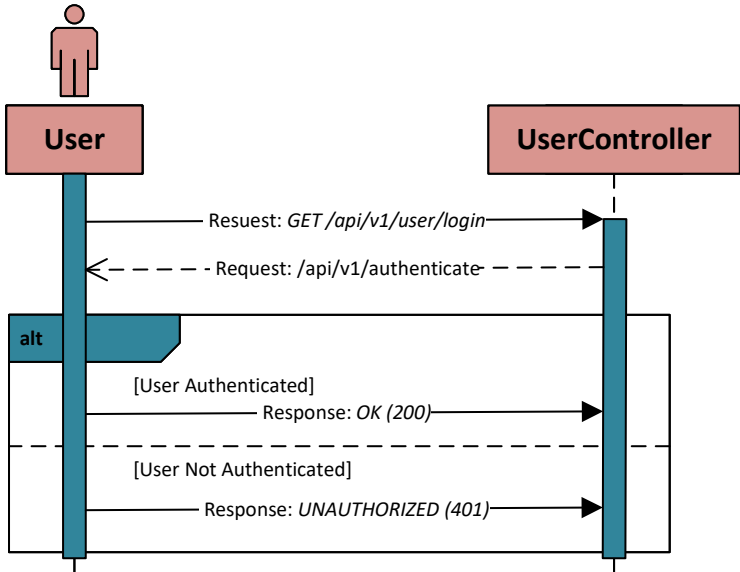 User
UserController
Resuest: GET /api/v1/user/login
Request: /api/v1/authenticate
alt
[User Authenticated]
Response: OK (200)
[User Not Authenticated]
Response: UNAUTHORIZED (401)